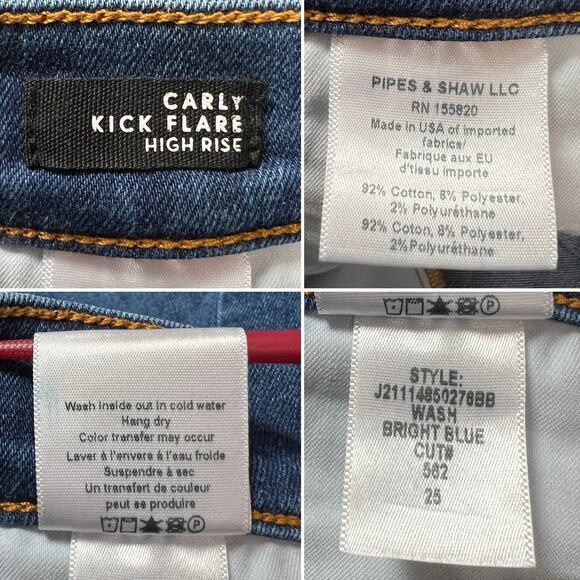 CARLY
KICK FLARE
HIGH RISE
PIPES & SHAW LLC
RN 155820
Made in USA of imported
fabrics/
Fabrique aux EU
d'tissu importe
92% Cotton, 6% Polyester,
2% Polyuréthane
92% Cotton, 6% Polyester,
2% Polyuréthane
Wash inside out in cold water
Hang dry
Color transfer may occur
Laver à l'envers à l'eau froide
Suspendre à sec
Un transfert de couleur
peut se produire
P
P
STYLE:
J21114850276BB
WASH
BRIGHT BLUE
CUT#
562
25